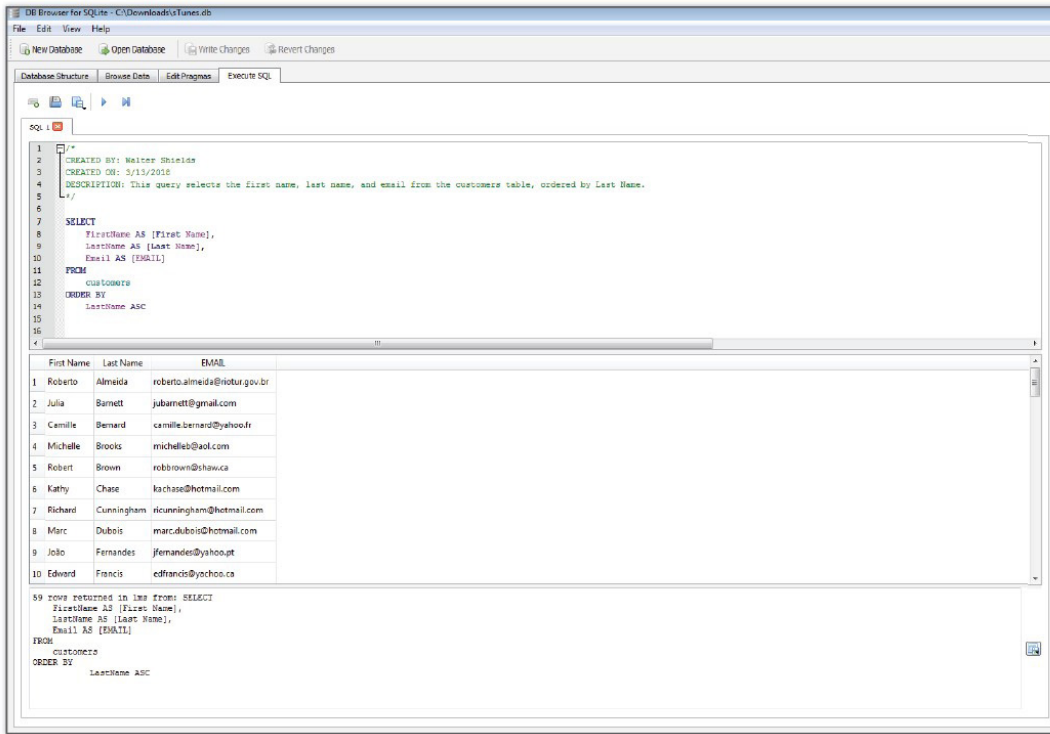 DB Browser for SQLite - C:\Downloads\sTunes.db
File Edit View Help
New Database Open Database Write Changes Revert Changes
Database Structure Browse Data Edit Pragmas Execute SQL
SQL 1
1 /*
2 CREATED BY: Walter Shields
3 CREATED ON: 3/13/2018
4 DESCRIPTION: This query selects the first name, last name, and email from the customers table, ordered by Last Name.
5 */
6
7 SELECT
8 FirstName AS [First Name],
9 LastName AS [Last Name],
10 Email AS [EMAIL]
11 FROM
12 customers
13 ORDER BY
14 LastName ASC
15
16
First Name Last Name EMAIL
1 Roberto Almeida roberto.almeida@riotur.gov.br
2 Julia Barnett jubarnett@gmail.com
3 Camille Bernard camille.bernard@yahoo.fr
4 Michelle Brooks michelleb@aol.com
5 Robert Brown robbrown@shaw.ca
6 Kathy Chase kachase@hotmail.com
7 Richard Cunningham ricunningham@hotmail.com
8 Marc Dubois marc.dubois@hotmail.com
9 João Fernandes jfernandes@yahoo.pt
10 Edward Francis edfrancis@yachoo.ca
59 rows returned in 1ms from: SELECT
FirstName AS [First Name],
LastName AS [Last Name],
Email AS [EMAIL]
FROM
customers
ORDER BY
LastName ASC